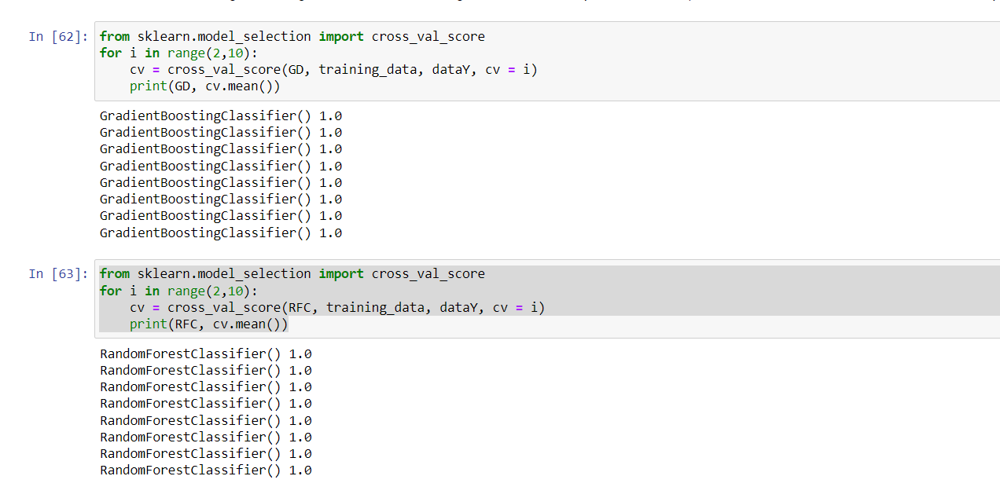 In [62]: from sklearn.model_selection import cross_val_score
for i in range(2,10):
    cv = cross_val_score(GD, training_data, dataY, cv = i)
    print(GD, cv.mean())
GradientBoostingClassifier() 1.0
GradientBoostingClassifier() 1.0
GradientBoostingClassifier() 1.0
GradientBoostingClassifier() 1.0
GradientBoostingClassifier() 1.0
GradientBoostingClassifier() 1.0
GradientBoostingClassifier() 1.0
GradientBoostingClassifier() 1.0
In [63]: from sklearn.model_selection import cross_val_score
for i in range(2,10):
    cv = cross_val_score(RFC, training_data, dataY, cv = i)
    print(RFC, cv.mean())
RandomForestClassifier() 1.0
RandomForestClassifier() 1.0
RandomForestClassifier() 1.0
RandomForestClassifier() 1.0
RandomForestClassifier() 1.0
RandomForestClassifier() 1.0
RandomForestClassifier() 1.0
RandomForestClassifier() 1.0